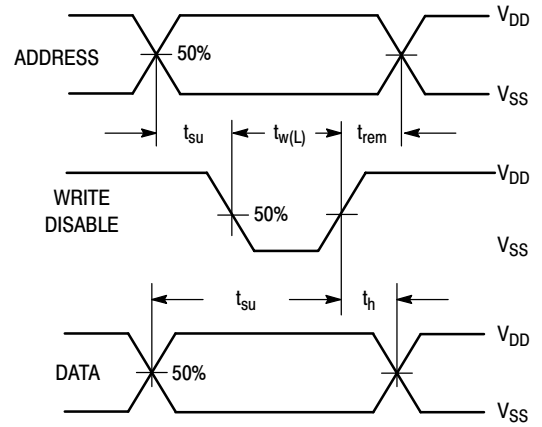 V_DD
ADDRESS
50%
V_SS
t_su
t_w(L)
t_rem
V_DD
WRITE
DISABLE
50%
V_SS
t_su
t_h
V_DD
DATA
50%
V_SS